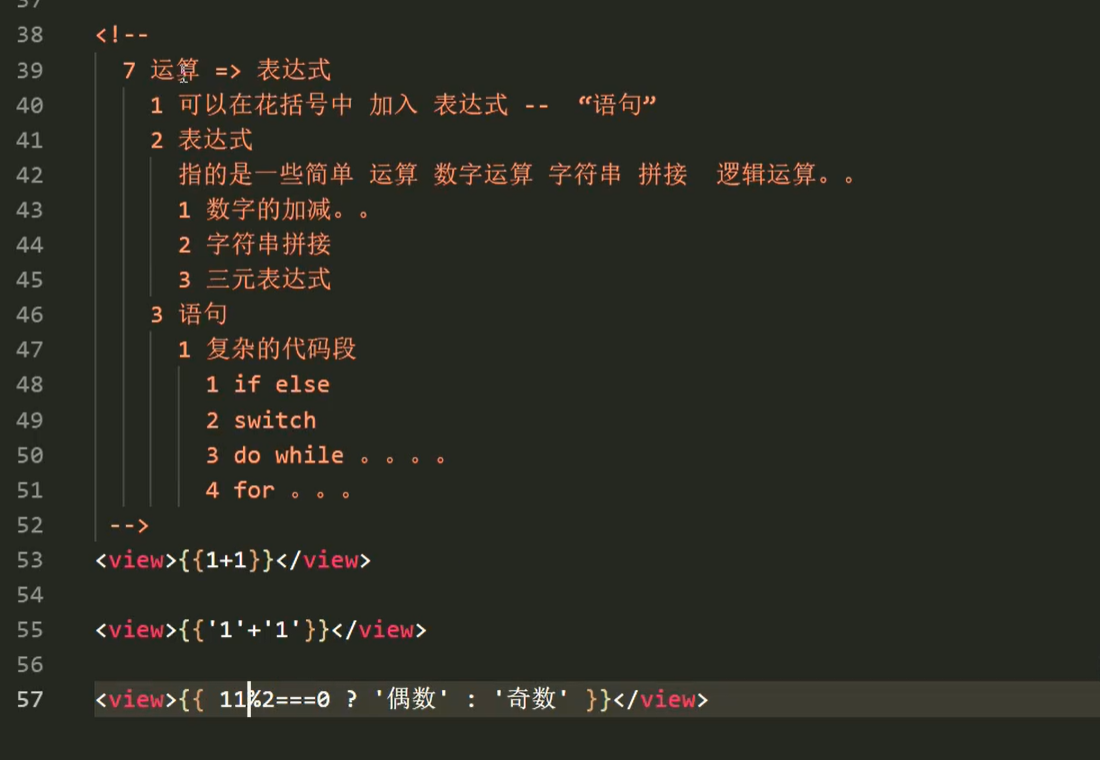 37
38 <!--
39 7 运算 => 表达式
40 1 可以在花括号中 加入 表达式 -- “语句”
41 2 表达式
42 指的是一些简单 运算 数字运算 字符串 拼接 逻辑运算。。
43 1 数字的加减。。
44 2 字符串拼接
45 3 三元表达式
46 3 语句
47 1 复杂的代码段
48 1 if else
49 2 switch
50 3 do while 。。。。
51 4 for 。。。
52 -->
53 <view>{{1+1}}</view>
54
55 <view>{{'1'+'1'}}</view>
56
57 <view>{{ 11%2===0 ? '偶数' : '奇数' }}</view>